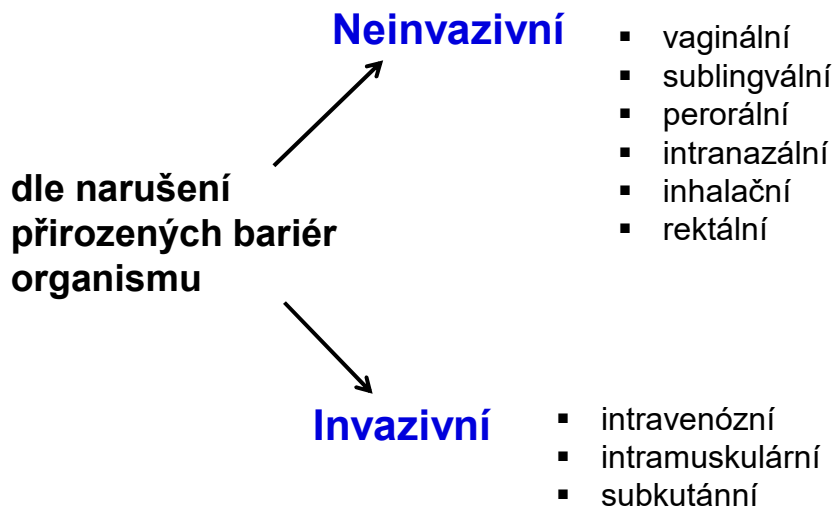 Neinvazivní
▪ vaginální
▪ sublingvální
▪ perorální
▪ intranazální
▪ inhalační
▪ rektální
dle narušení
přirozených bariér
organismu
Invazivní
▪ intravenózní
▪ intramuskulární
▪ subkutánní